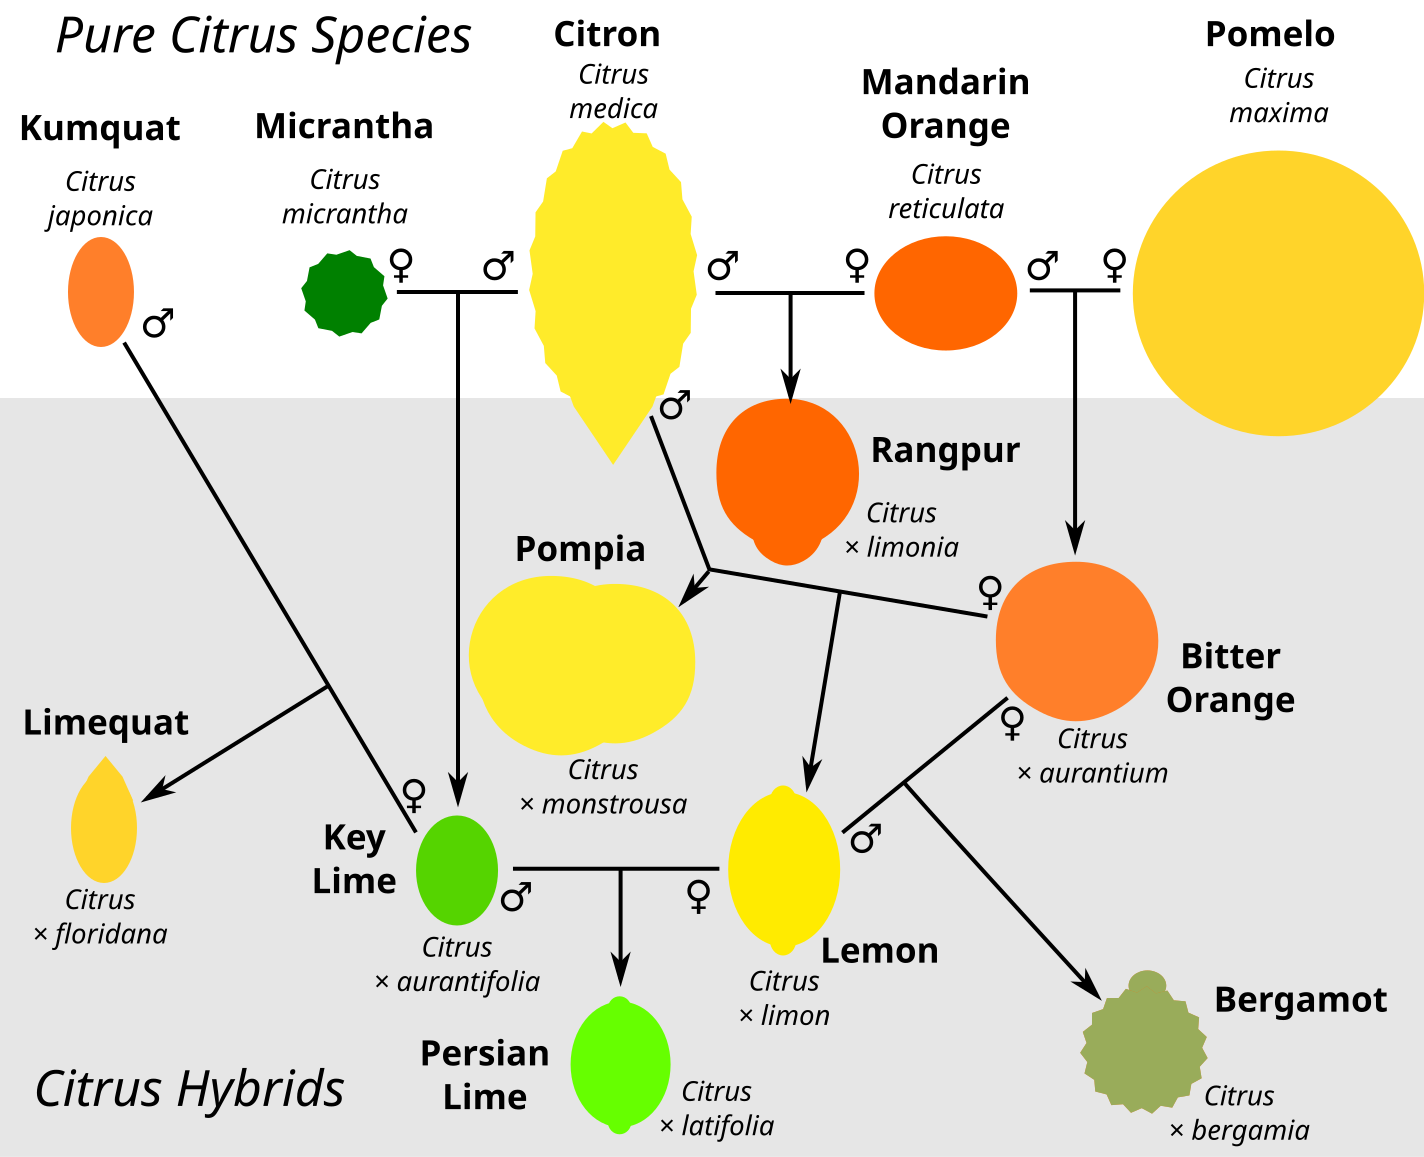 Pure Citrus Species
Citron
Citrus
medica
Pomelo
Citrus
maxima
Mandarin
Orange
Citrus
reticulata
Kumquat
Citrus
japonica
Micrantha
Citrus
micrantha
♀
♂
♂
♀
♂
♀
♂
♂
Rangpur
Citrus
× limonia
Pompia
Citrus
× monstrousa
♀
Bitter
Orange
Citrus
× aurantium
♀
Limequat
Citrus
× floridana
♀
Key
Lime
Citrus
× aurantifolia
♂
♀
♂
Lemon
Citrus
× limon
Bergamot
Citrus
× bergamia
Persian
Lime
Citrus
× latifolia
Citrus Hybrids